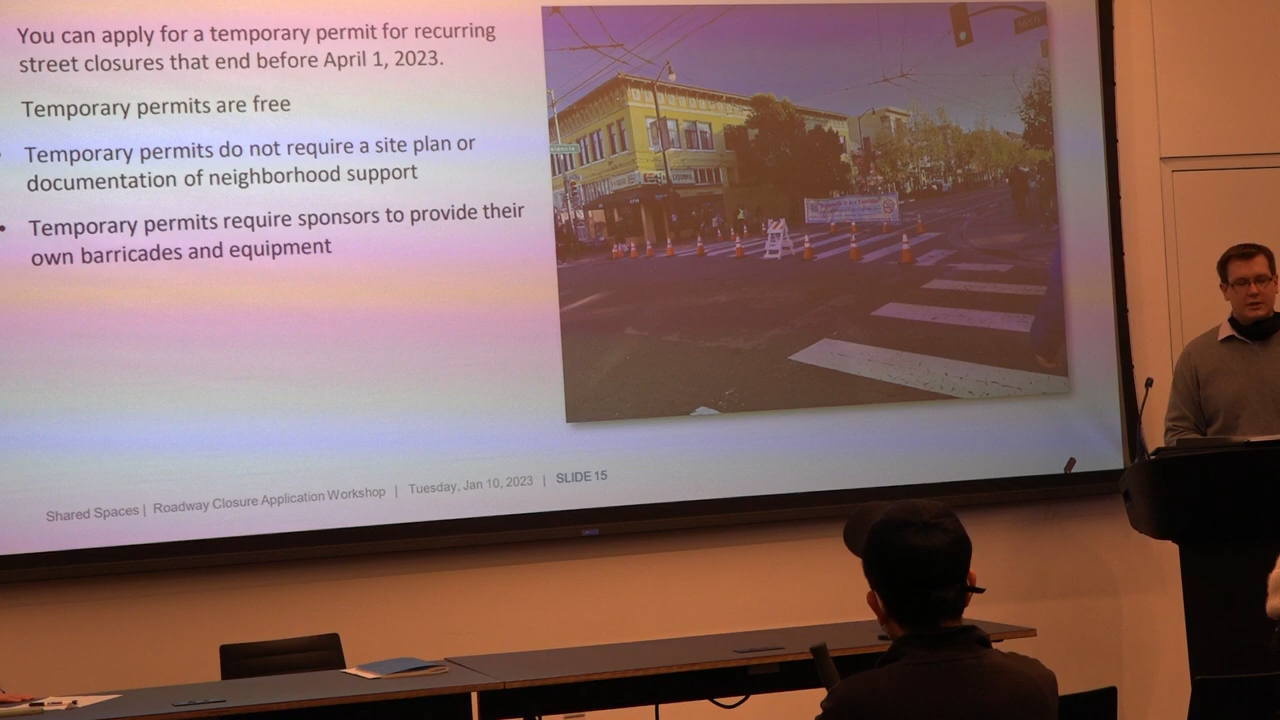 You can apply for a temporary permit for recurring
street closures that end before April 1, 2023.
Temporary permits are free
Temporary permits do not require a site plan or
documentation of neighborhood support
• Temporary permits require sponsors to provide their
own barricades and equipment
Shared Spaces | Roadway Closure Application Workshop | Tuesday, Jan 10, 2023 | SLIDE 15